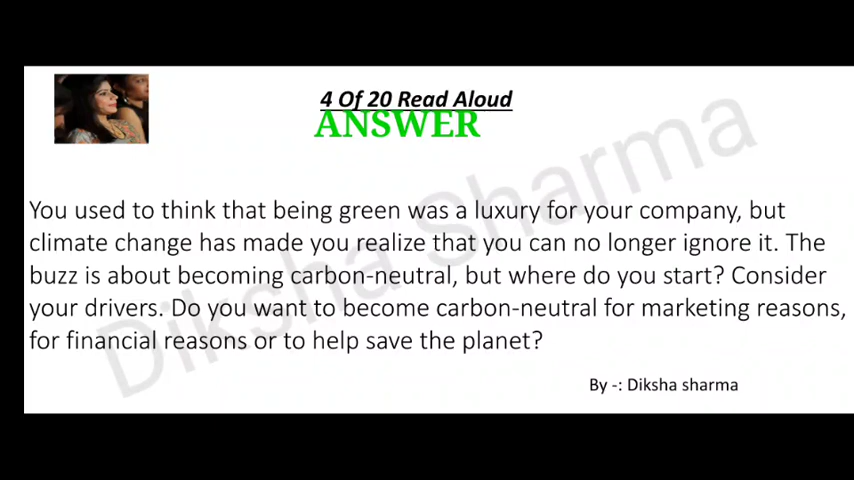 4 Of 20 Read Aloud
ANSWER
You used to think that being green was a luxury for your company, but
climate change has made you realize that you can no longer ignore it. The
buzz is about becoming carbon-neutral, but where do you start? Consider
your drivers. Do you want to become carbon-neutral for marketing reasons,
for financial reasons or to help save the planet?
By -: Diksha sharma
Diksha Sharma